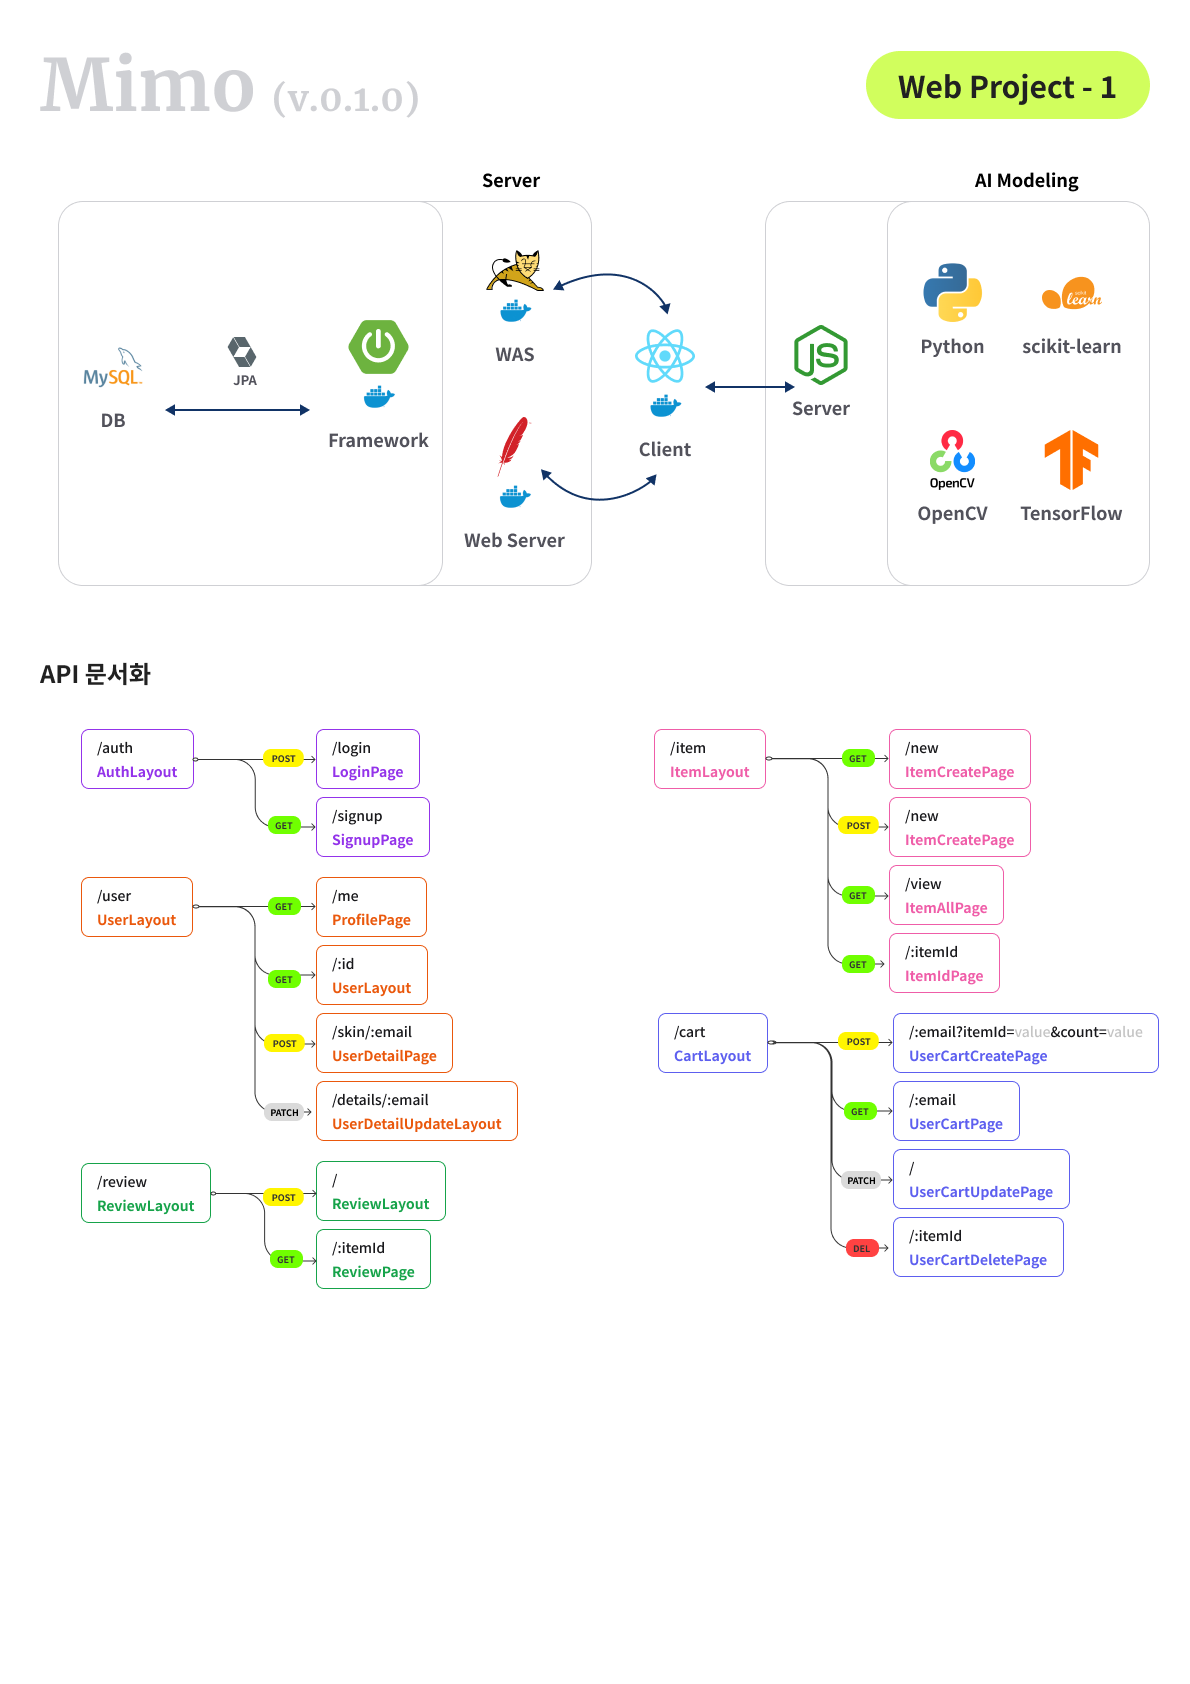 Mimo (v.0.1.0)
Web Project - 1
Server
AI Modeling
MySQL
DB
JPA
Framework
WAS
Web Server
Client
JS
Server
Python
scikit
learn
scikit-learn
OpenCV
OpenCV
TensorFlow
API 문서화
/auth
AuthLayout
POST
/login
LoginPage
GET
/signup
SignupPage
/user
UserLayout
GET
/me
ProfilePage
GET
/:id
UserLayout
POST
/skin/:email
UserDetailPage
PATCH
/details/:email
UserDetailUpdateLayout
/review
ReviewLayout
POST
/
ReviewLayout
GET
/:itemId
ReviewPage
/item
ItemLayout
GET
/new
ItemCreatePage
POST
/new
ItemCreatePage
GET
/view
ItemAllPage
GET
/:itemId
ItemIdPage
/cart
CartLayout
POST
/:email?itemId=value&count=value
UserCartCreatePage
GET
/:email
UserCartPage
PATCH
/
UserCartUpdatePage
DEL
/:itemId
UserCartDeletePage